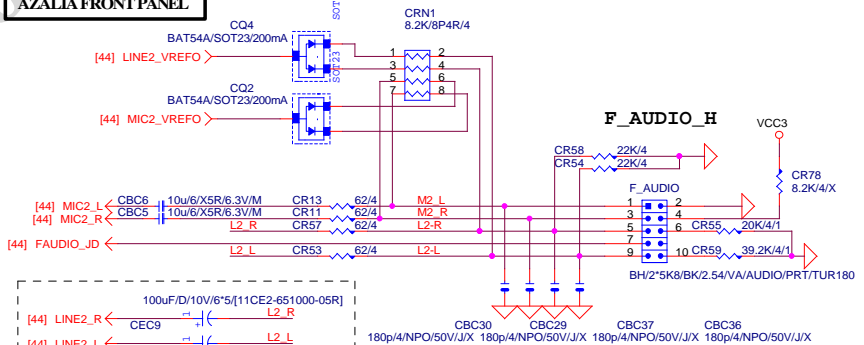 AZALIA FRONT PANEL
SOT
CRN1
8.2K/8P4R/4
CQ4
BAT54A/SOT23/200mA
[44] LINE2_VREFO
SOT23
1 2
3 4
5 6
7 8
CQ2
BAT54A/SOT23/200mA
[44] MIC2_VREFO
F_AUDIO_H
VCC3
CR58 22K/4
CR54 22K/4
CR78
8.2K/4/X
F_AUDIO
[44] MIC2_L CBC6 10u/6/X5R/6.3V/M CR13 62/4 M2_L 1 2
[44] MIC2_R CBC5 10u/6/X5R/6.3V/M CR11 62/4 M2_R 3 4
L2_R CR57 62/4 L2-R 5 6 CR55 20K/4/1
[44] FAUDIO_JD 7
L2_L CR53 62/4 L2-L 9 10 CR59 39.2K/4/1
BH/2*5K8/BK/2.54/VA/AUDIO/PRT/TUR180
100uF/D/10V/6*5/[11CE2-651000-05R]
[44] LINE2_R 1 + L2_R
CEC9
[44] LINE2_L 1 L2_L
CBC30 CBC29 CBC37 CBC36
180p/4/NPO/50V/J/X 180p/4/NPO/50V/J/X 180p/4/NPO/50V/J/X 180p/4/NPO/50V/J/X